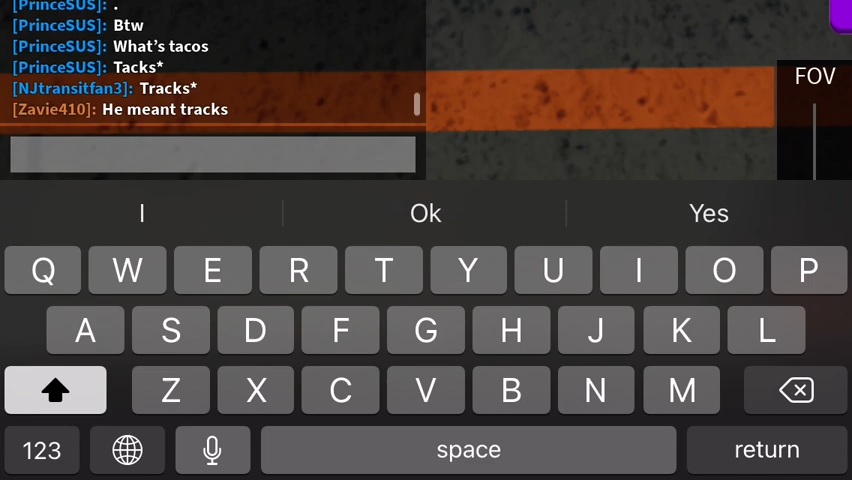 [PrinceSUS]: .
[PrinceSUS]: Btw
[PrinceSUS]: What's tacos
[PrinceSUS]: Tacks*
[NJtransitfan3]: Tracks*
[Zavie410]: He meant tracks
FOV
I Ok Yes
Q W E R T Y U I O P
A S D F G H J K L
Z X C V B N M
123 space return